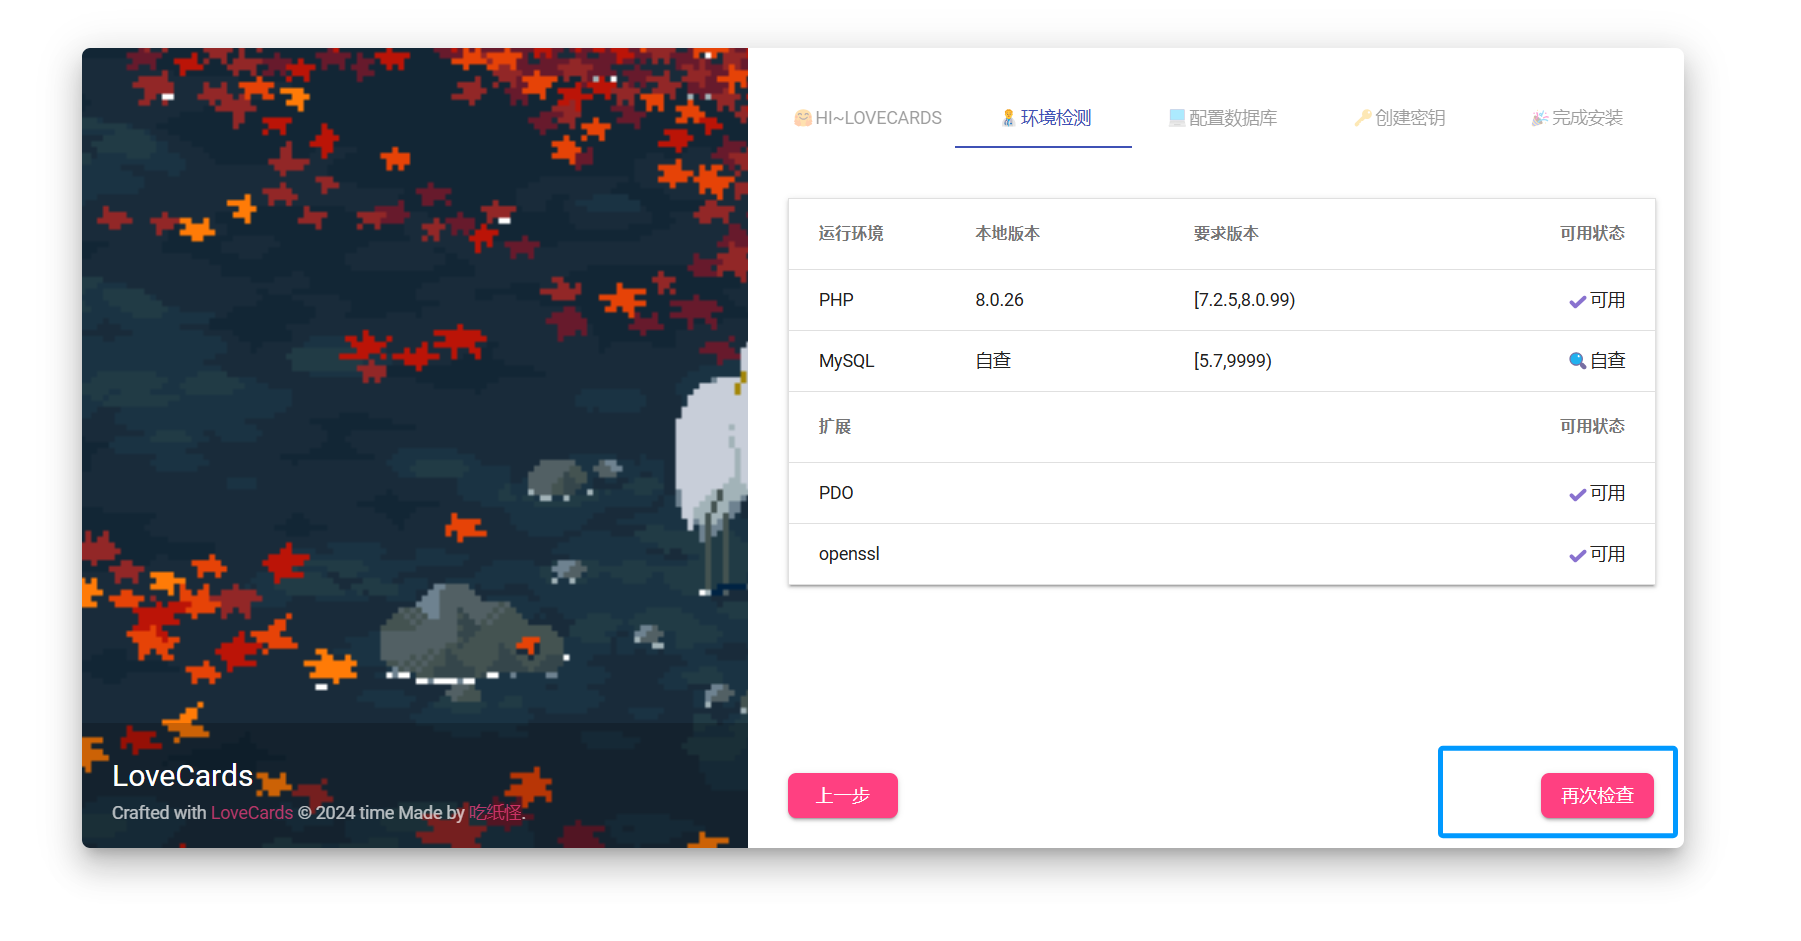 🤗HI~LOVECARDS
环境检测
配置数据库
🔑创建密钥
🎉完成安装
运行环境 本地版本 要求版本 可用状态
PHP 8.0.26 [7.2.5,8.0.99) ✔可用
MySQL 自查 [5.7,9999) 🔍自查
扩展 可用状态
PDO ✔可用
openssl ✔可用
上一步
再次检查
LoveCards
Crafted with LoveCards © 2024 time Made by 吃纸怪.